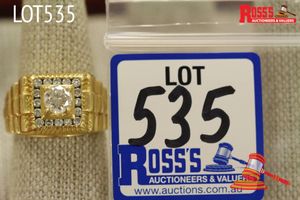 LOT535
ROSS'S
AUCTIONEERS & VALUERS
LOT
535
ROSS'S
AUCTIONEERS & VALUERS
www.auctions.com.au